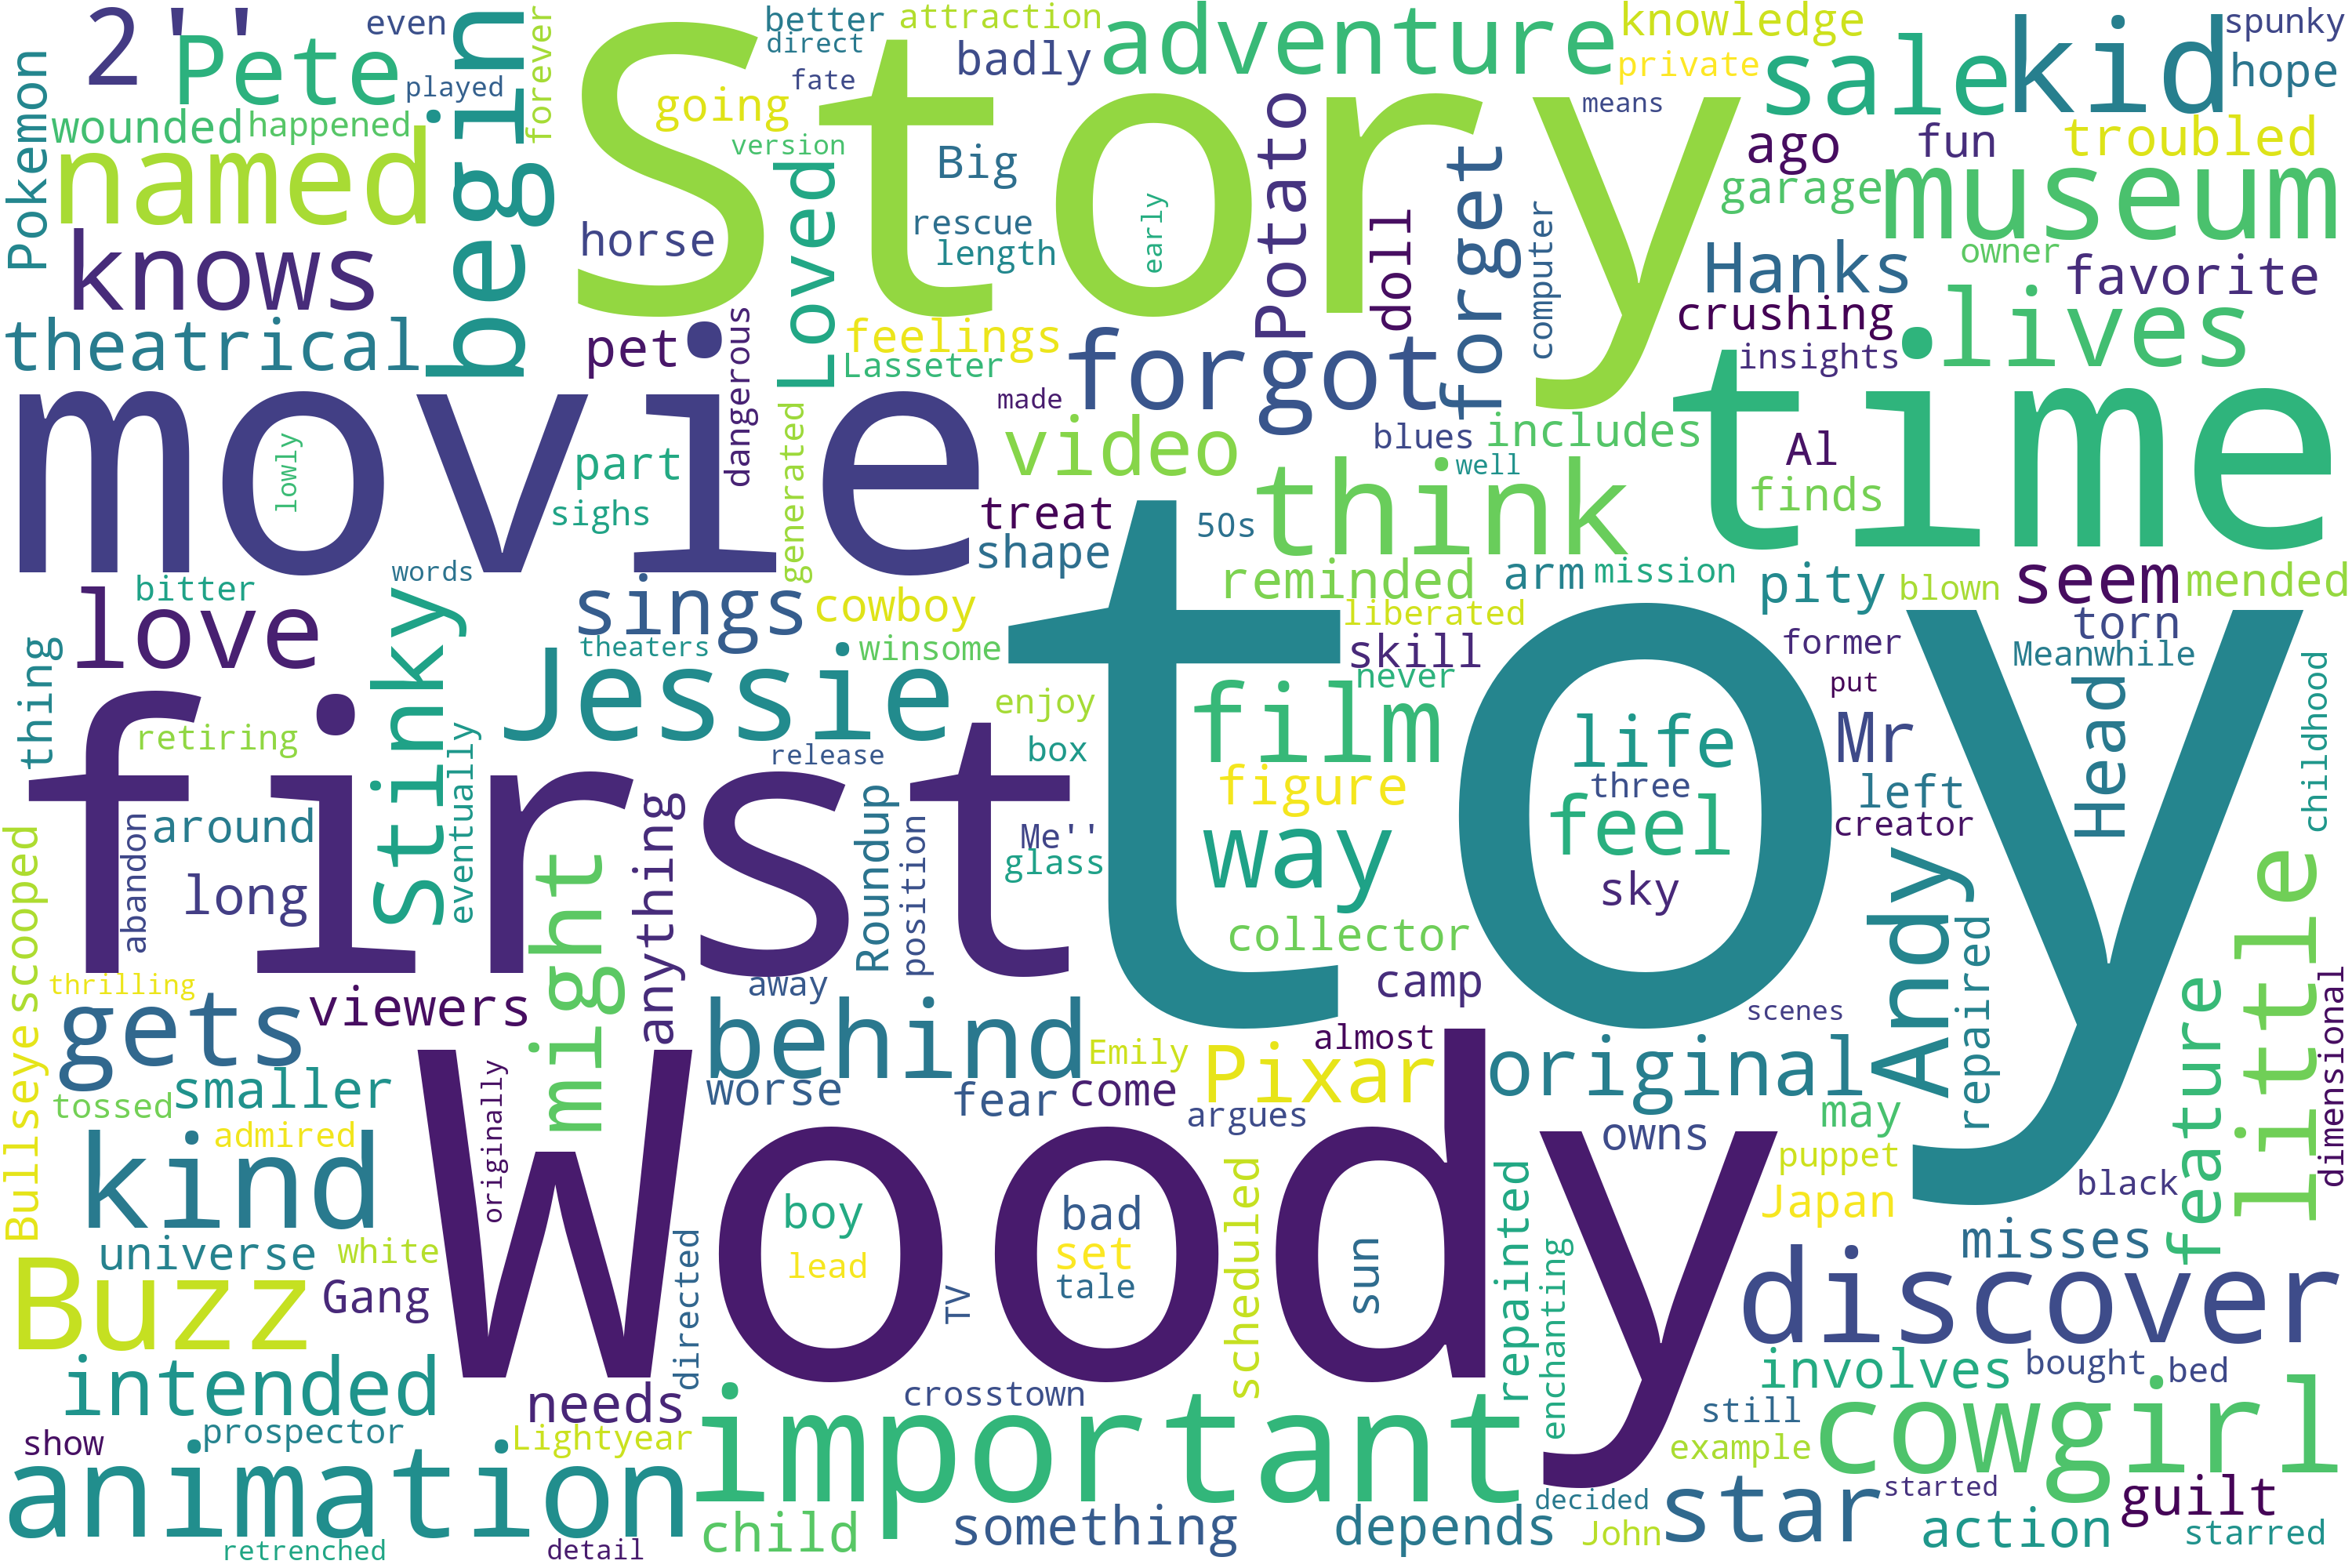 2''
even
begin
Story
better
attraction
adventure
knowledge
kid
spunky
Pete
forever
direct
badly
private
sale
hope
Pokemon
played
fate
going
means
wounded
happened
Loved
version
Big
Potato
forget
ago
fun
troubled
named
horse
rescue
early
doll
computer
garage
museum
knows
length
Hanks
owner
favorite
theatrical
pet
dangerous
feelings
Lasseter
forgot
crushing
insights
lives
movie
made
time
lowly
part
generated
video
blues
includes
Al
sighs
treat
think
well
finds
shape
50s
bitter
words
toy
reminded
arm
mission
pity
blown
seem
mended
love
Stinky
sings
cowboy
liberated
torn
thing
theaters
winsome
skill
former
Meanwhile
first
Jessie
never
put
retiring
eventually
enjoy
film
life
Mr
Head
childhood
release
box
figure
three
left
around
anything
Roundup
Me''
way
feel
creator
scooped
abandon
long
might
position
glass
sky
Andy
little
collector
repaired
thrilling
viewers
away
camp
scenes
feature
dimensional
gets
behind
almost
Bullseye
smaller
originally
Woody
worse
Emily
Pixar
original
tossed
fear
come
argues
may
admired
owns
puppet
kind
boy
bad
scheduled
repainted
Japan
black
universe
white
directed
lead
set
sun
enchanting
misses
Buzz
Gang
TV
tale
discover
intended
needs
crosstown
involves
bought
bed
show
prospector
Lightyear
important
still
cowgirl
animation
example
child
something
depends
decided
star
started
guilt
retrenched
detail
John
action
starred